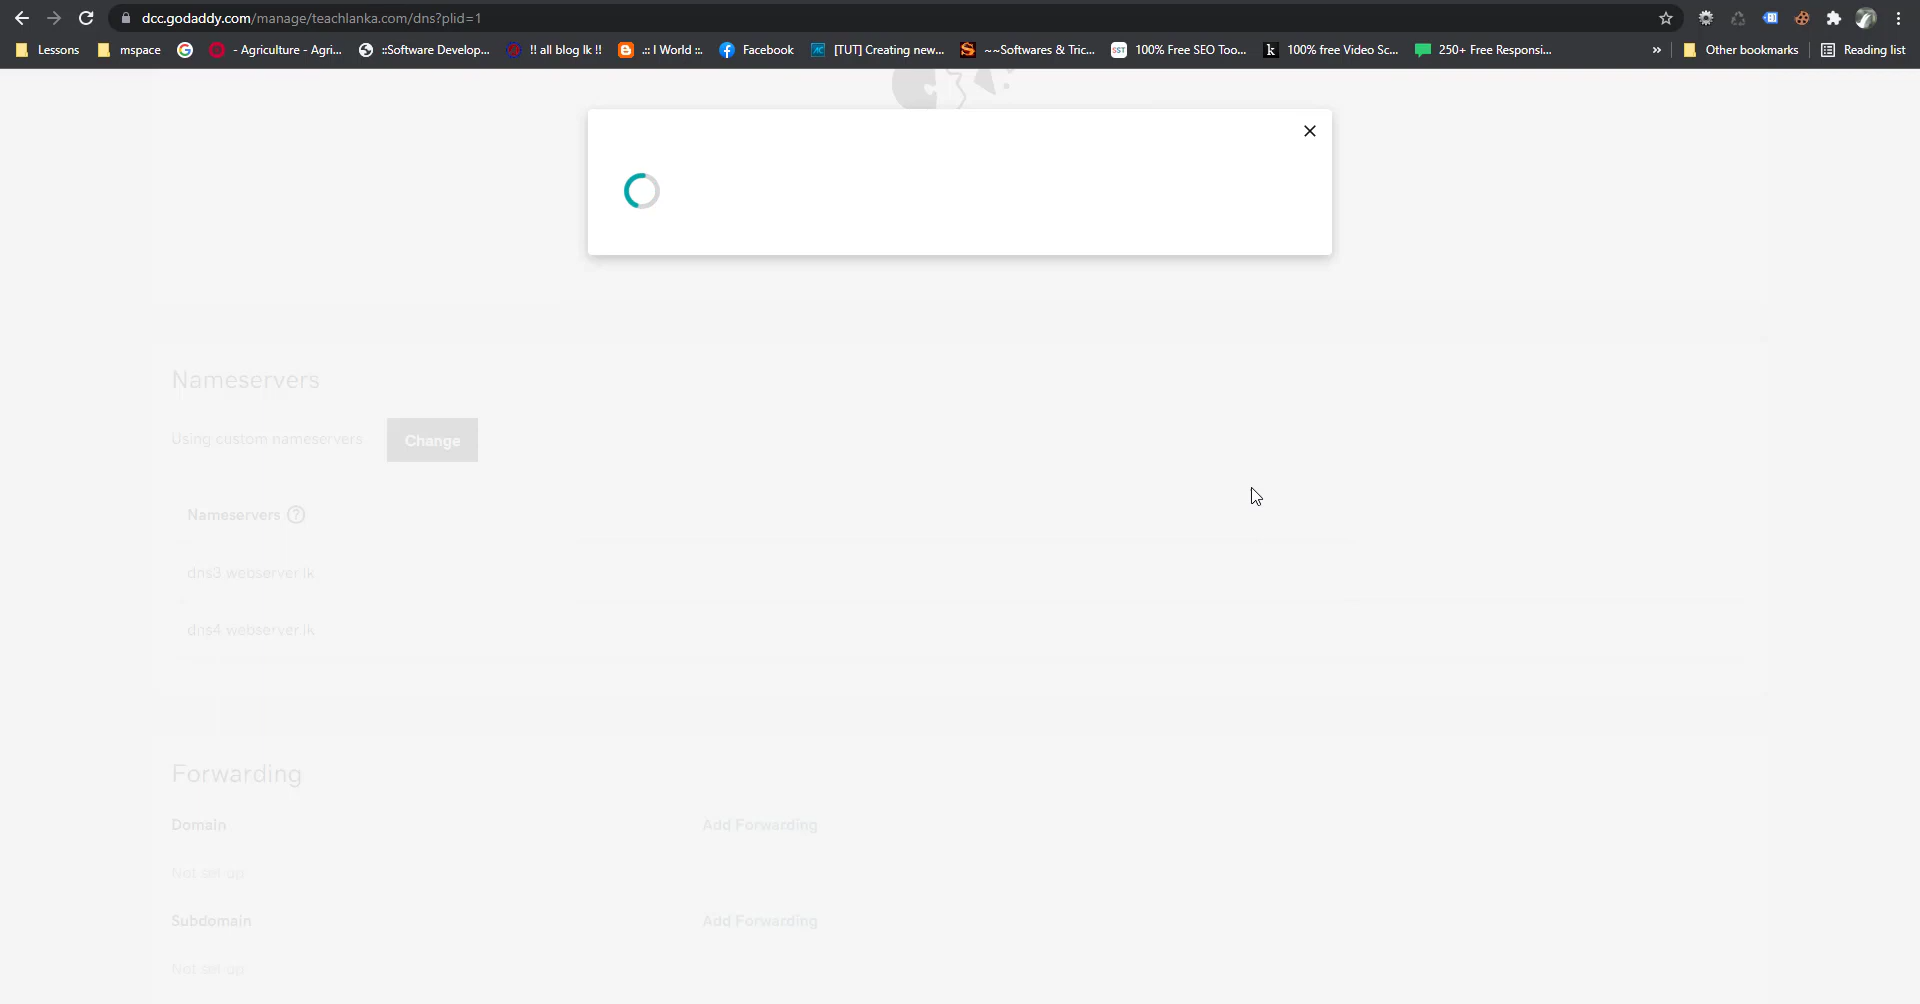 dcc.godaddy.com/manage/teachlanka.com/dns?plid=1
Lessons mspace - Agriculture - Agri... ::Software Develop... !! all blog lk !! .:: I World ::. Facebook [TUT] Creating new... ~~Softwares & Tric... SST 100% Free SEO Too... k 100% free Video Sc... 250+ Free Responsi... » Other bookmarks Reading list
Nameservers
Using custom nameservers Change
Nameservers ?
dns3.webserver.lk
dns4.webserver.lk
Forwarding
Domain Add Forwarding
Not set up
Subdomain Add Forwarding
Not set up